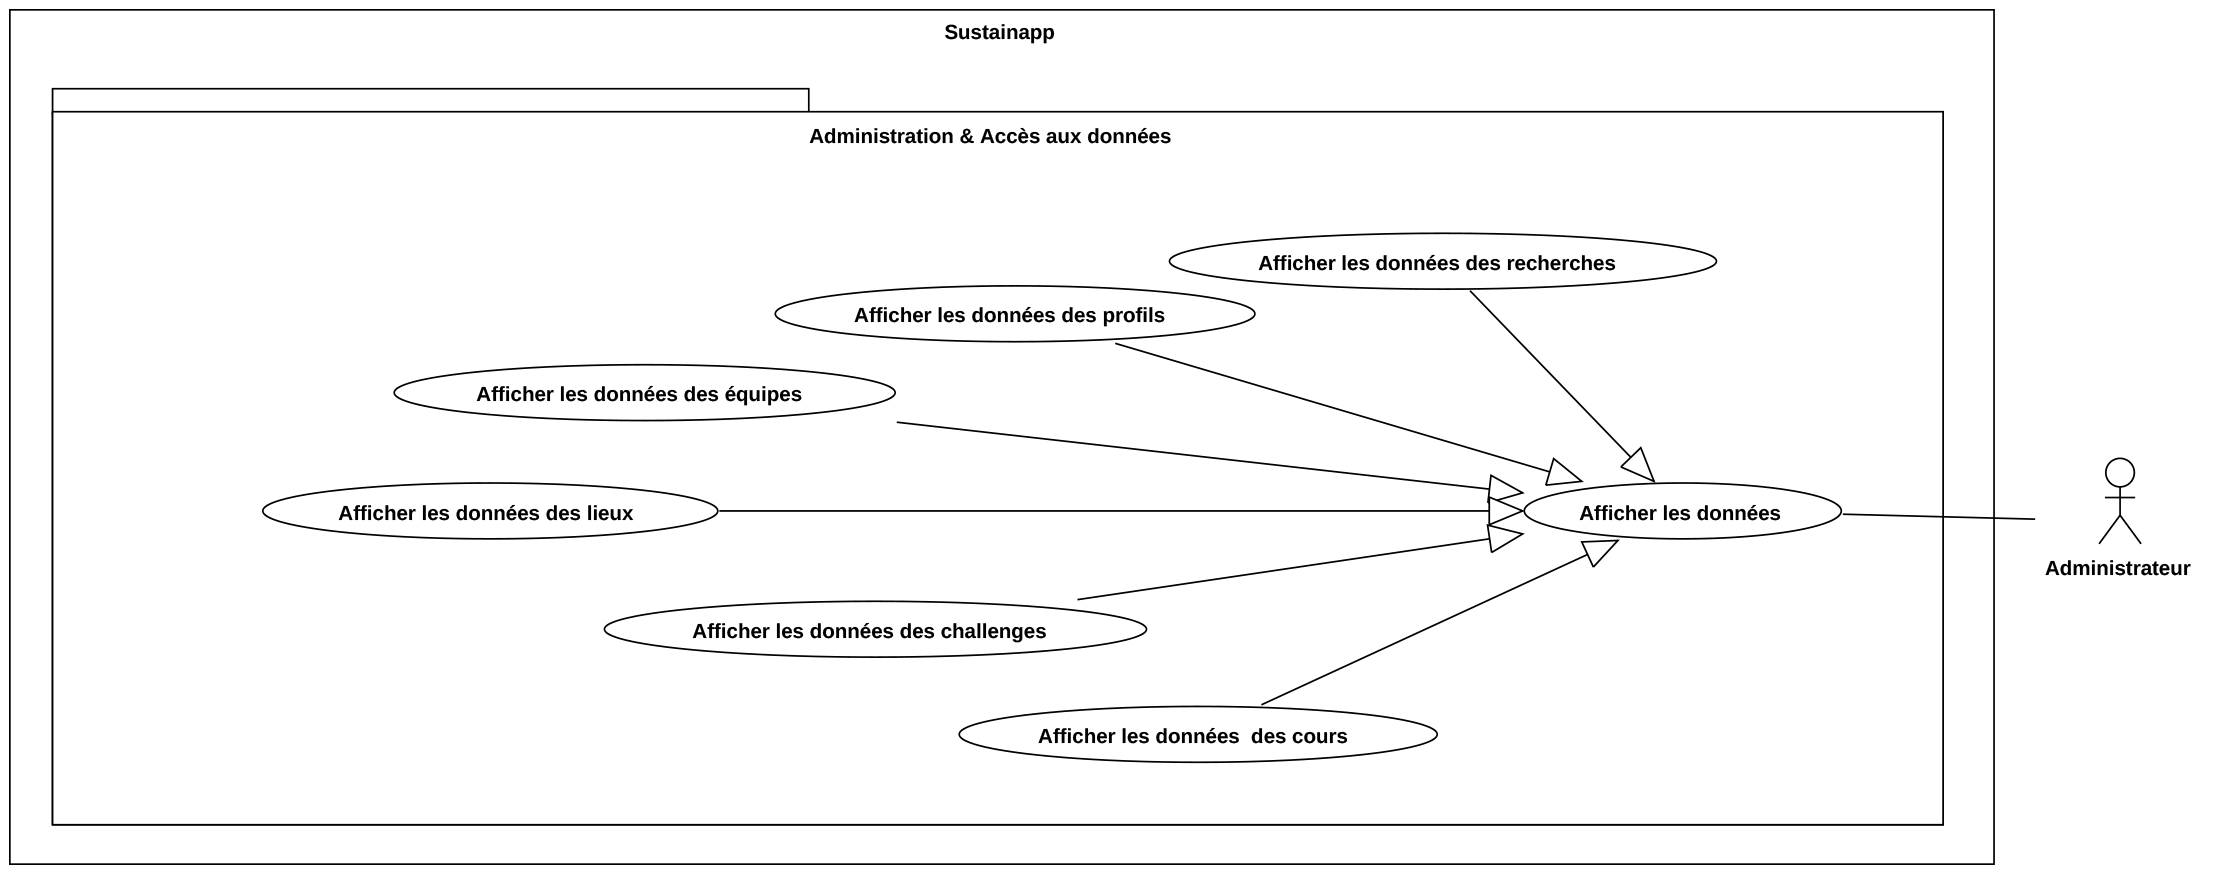 Sustainapp
Administration & Accès aux données
Afficher les données des recherches
Afficher les données des profils
Afficher les données des équipes
Afficher les données des lieux
Afficher les données
Administrateur
Afficher les données des challenges
Afficher les données  des cours